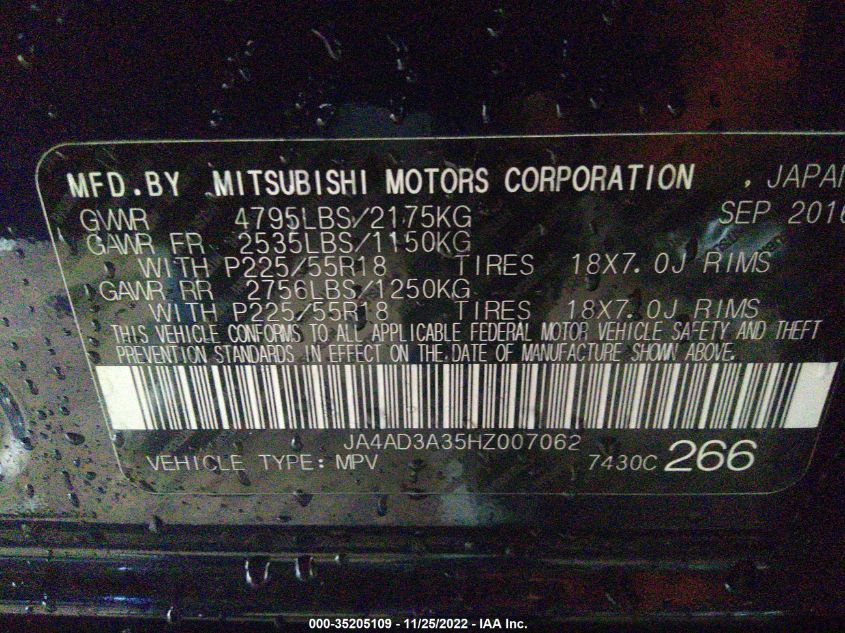 MFD.BY MITSUBISHI MOTORS CORPORATION , JAPAN
GVWR 4795LBS/2175KG SEP 2016
GAWR FR 2535LBS/1150KG
WITH P225/55R18 TIRES 18X7.0J RIMS
GAWR RR 2756LBS/1250KG
WITH P225/55R18 TIRES 18X7.0J RIMS
THIS VEHICLE CONFORMS TO ALL APPLICABLE FEDERAL MOTOR VEHICLE SAFETY AND THEFT
PREVENTION STANDARDS IN EFFECT ON THE DATE OF MANUFACTURE SHOWN ABOVE.
JA4AD3A35HZ007062
VEHICLE TYPE: MPV 7430C 266
000-35205109 - 11/25/2022 - IAA Inc.